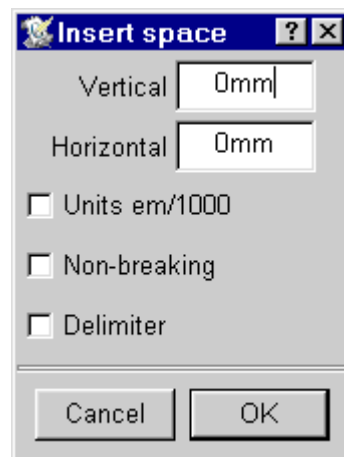 Insert space ? ×
Vertical 0mm
Horizontal 0mm
Units em/1000
Non-breaking
Delimiter
Cancel OK